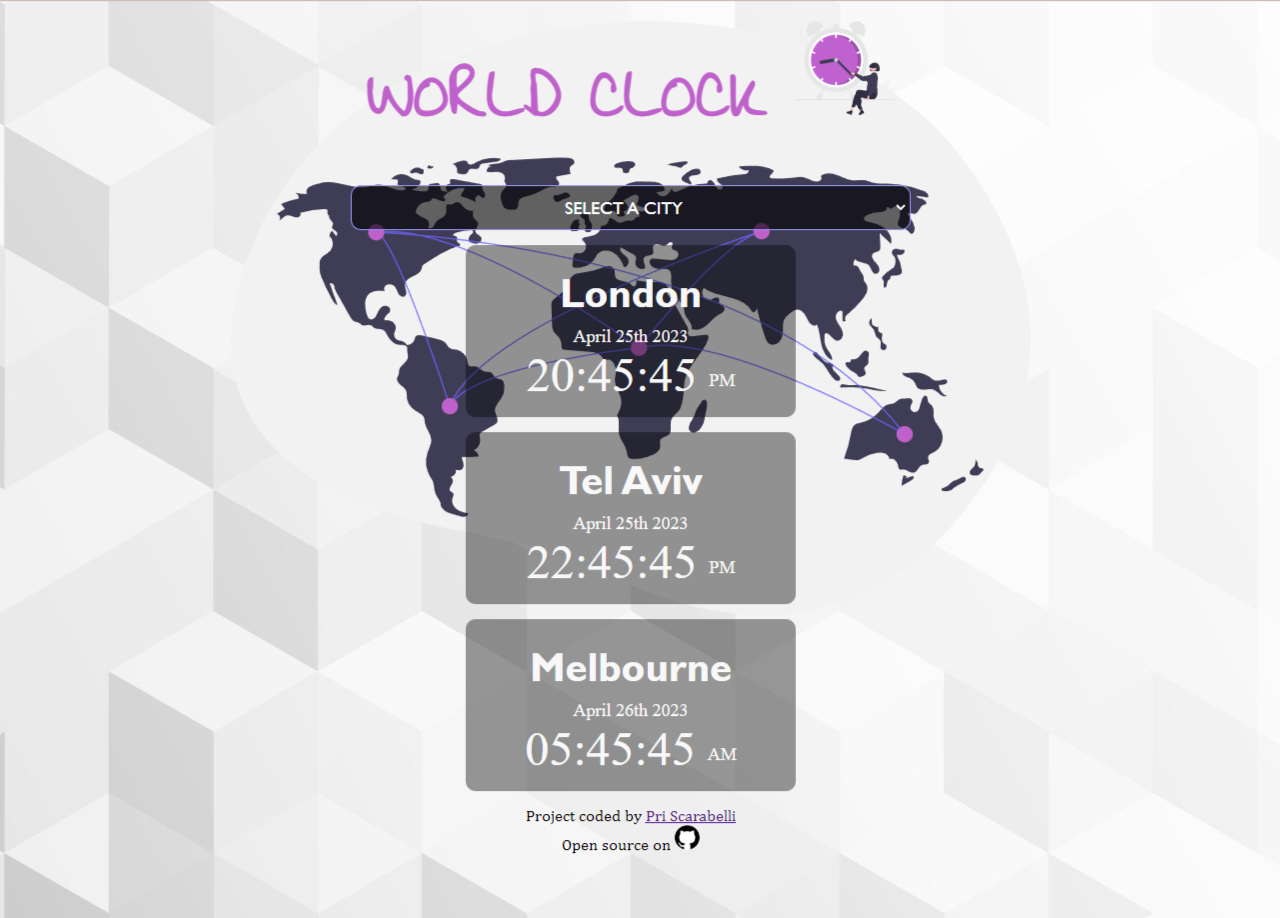 WORLD CLOCK
SELECT A CITY
London
April 25th 2023
20:45:45 PM
Tel Aviv
April 25th 2023
22:45:45 PM
Melbourne
April 26th 2023
05:45:45 AM
Project coded by Pri Scarabelli
Open source on